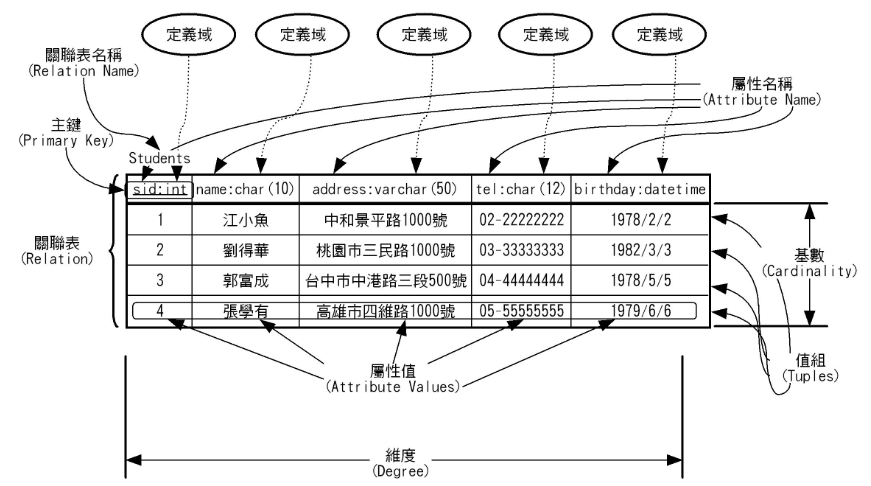 定義域 定義域 定義域 定義域 定義域
關聯表名稱
(Relation Name)
屬性名稱
(Attribute Name)
主鍵
(Primary Key)
Students
sid:int name:char(10) address:varchar(50) tel:char(12) birthday:datetime
1 江小魚 中和景平路1000號 02-22222222 1978/2/2
2 劉得華 桃園市三民路1000號 03-33333333 1982/3/3
3 郭富成 台中市中港路三段500號 04-44444444 1978/5/5
4 張學有 高雄市四維路1000號 05-55555555 1979/6/6
關聯表
(Relation)
基數
(Cardinality)
值組
(Tuples)
屬性值
(Attribute Values)
維度
(Degree)